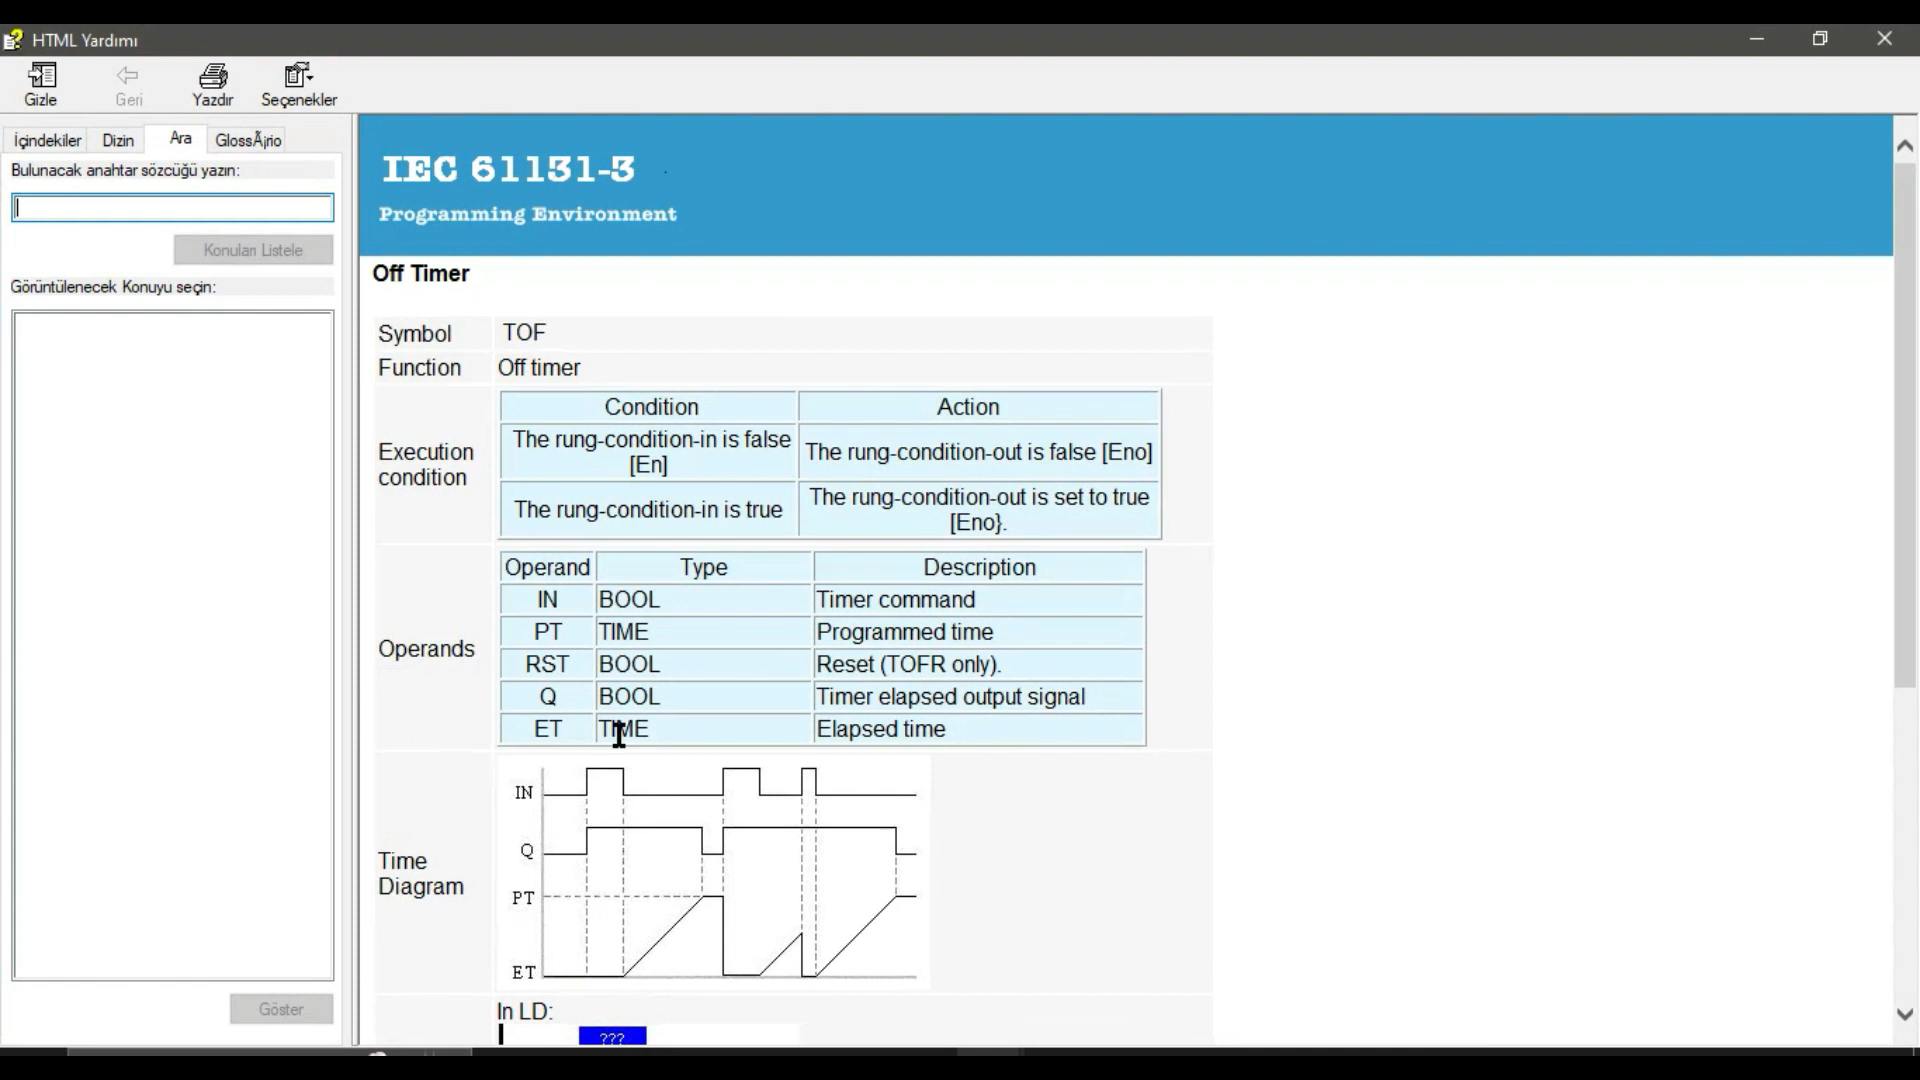 HTML Yardımı
Gizle
Geri
Yazdır
Seçenekler
İçindekiler
Dizin
Ara
GlossÃ¡rio
Bulunacak anahtar sözcüğü yazın:
Konuları Listele
Görüntülenecek Konuyu seçin:
Göster
IEC 61131-3
Programming Environment
Off Timer
Symbol
TOF
Function
Off timer
Execution
condition
Condition
Action
The rung-condition-in is false
[En]
The rung-condition-out is false [Eno]
The rung-condition-in is true
The rung-condition-out is set to true
[Eno}.
Operands
Operand
Type
Description
IN
BOOL
Timer command
PT
TIME
Programmed time
RST
BOOL
Reset (TOFR only).
Q
BOOL
Timer elapsed output signal
ET
TIME
Elapsed time
Time
Diagram
IN
Q
PT
ET
In LD:
???